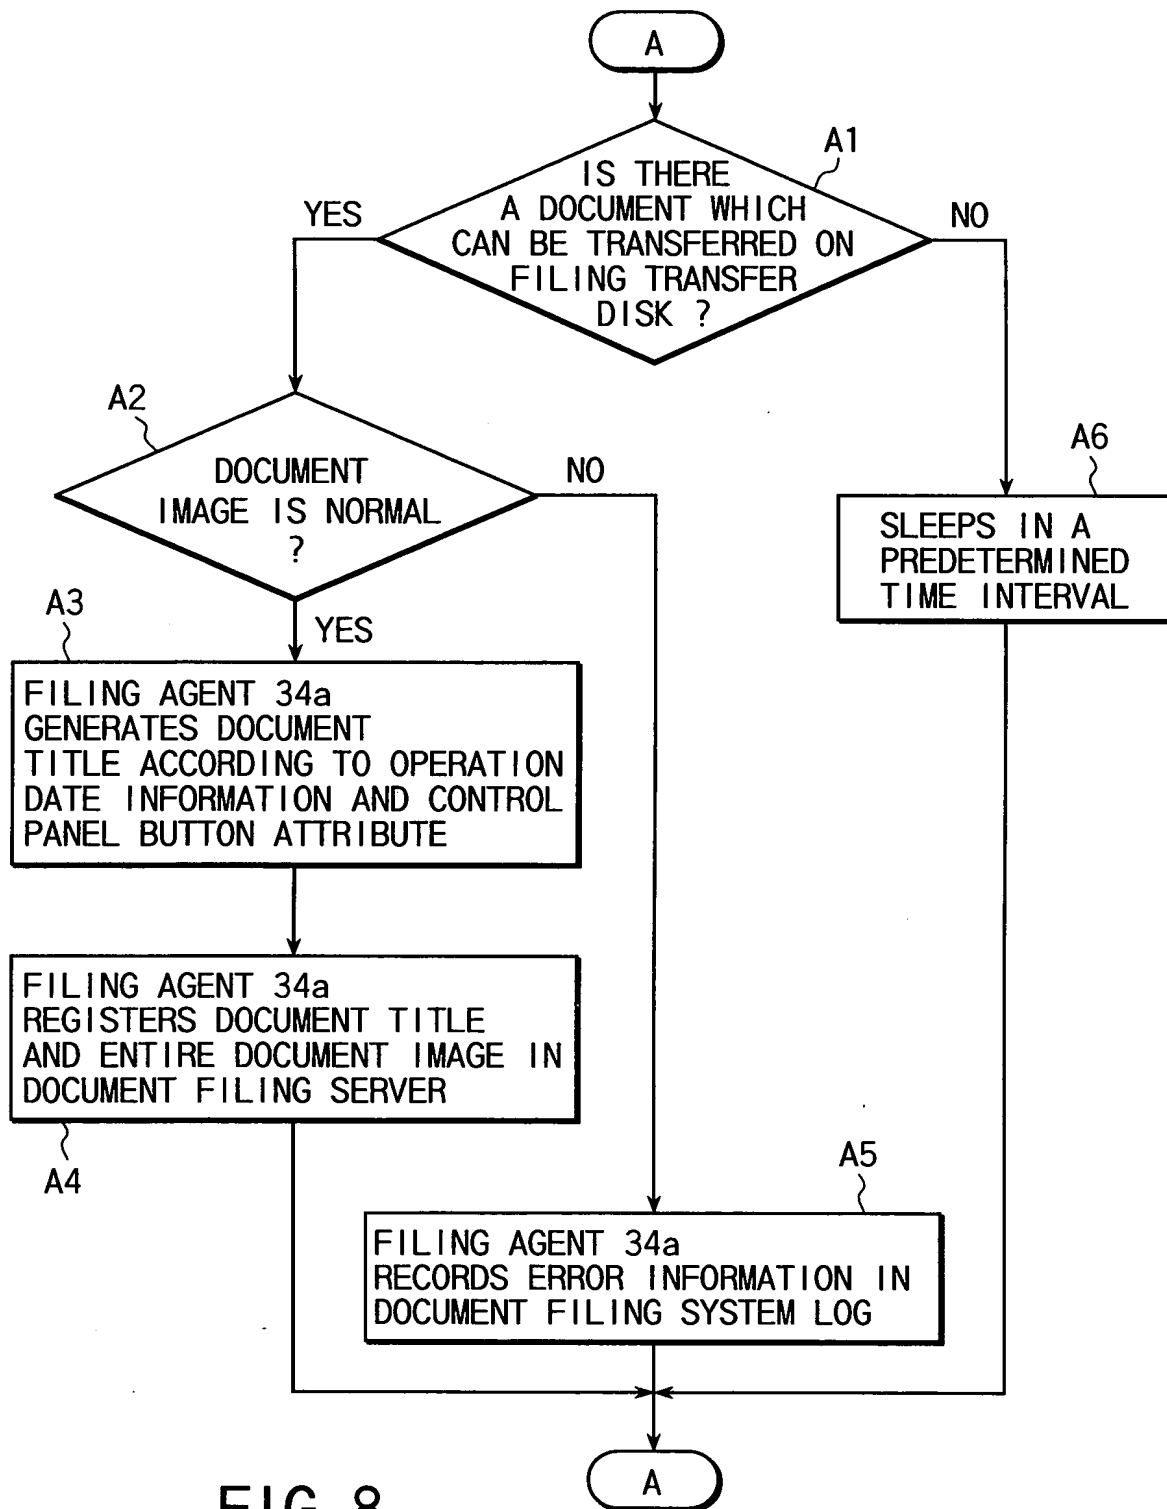 A
A1
IS THERE
A DOCUMENT WHICH
CAN BE TRANSFERRED ON
FILING TRANSFER
DISK ?
YES
NO
A2
DOCUMENT
IMAGE IS NORMAL
?
NO
A6
SLEEPS IN A
PREDETERMINED
TIME INTERVAL
YES
A3
FILING AGENT 34a
GENERATES DOCUMENT
TITLE ACCORDING TO OPERATION
DATE INFORMATION AND CONTROL
PANEL BUTTON ATTRIBUTE
FILING AGENT 34a
REGISTERS DOCUMENT TITLE
AND ENTIRE DOCUMENT IMAGE IN
DOCUMENT FILING SERVER
A4
A5
FILING AGENT 34a
RECORDS ERROR INFORMATION IN
DOCUMENT FILING SYSTEM LOG
A
FIG. 8